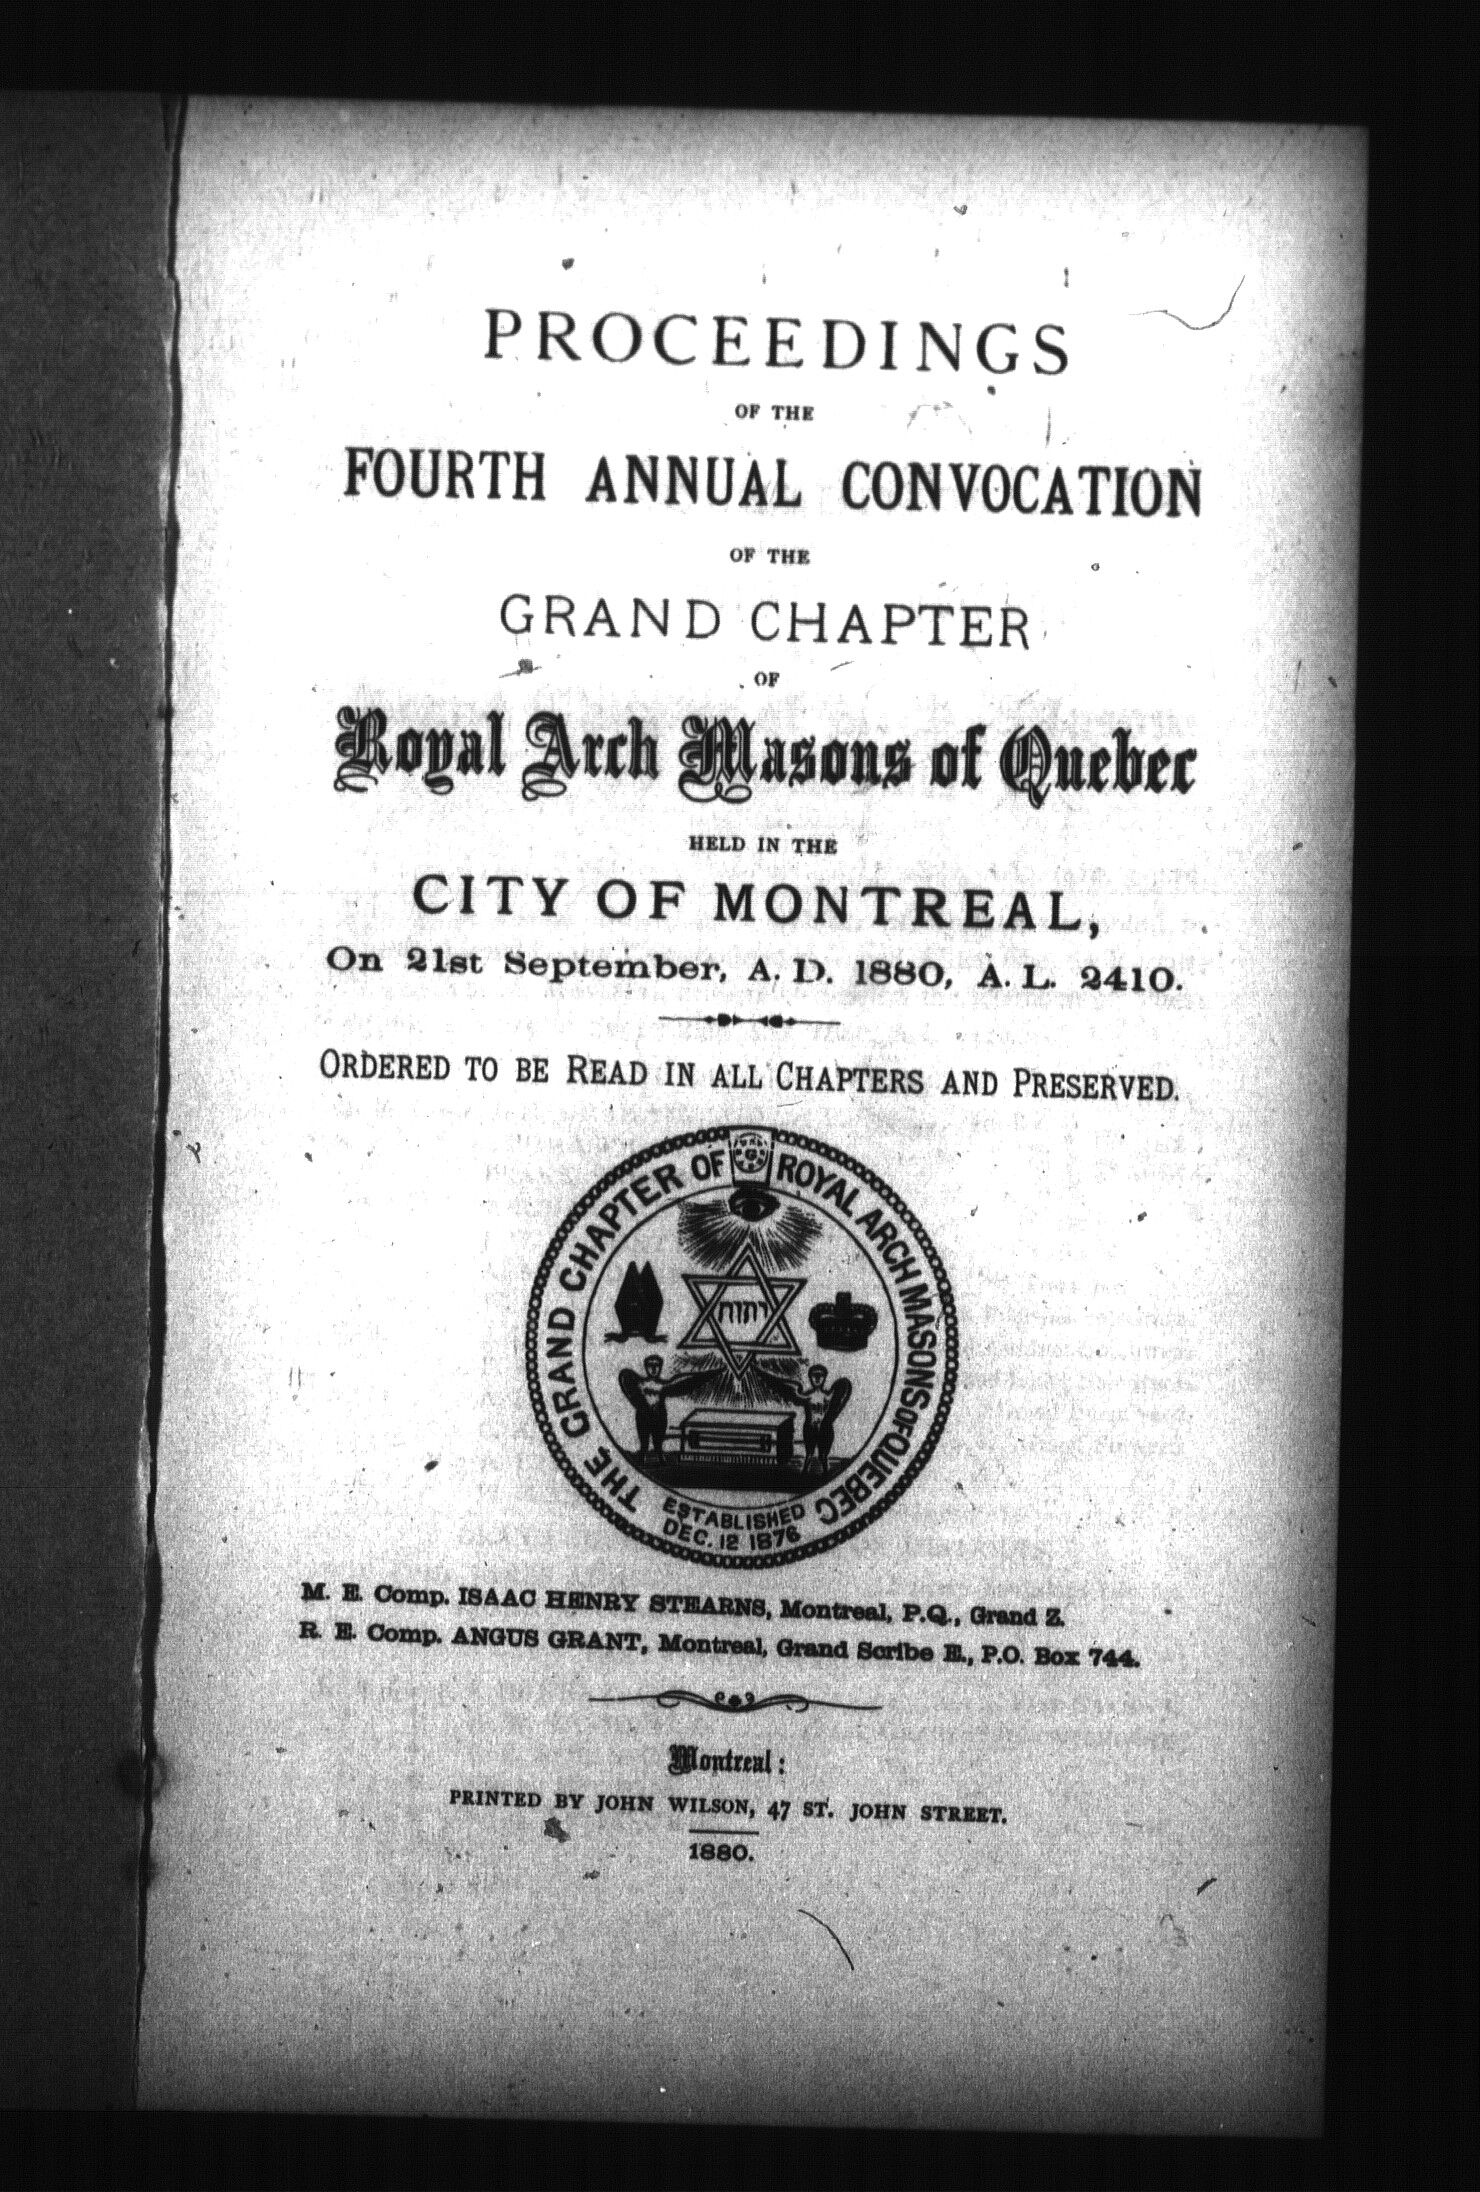 PROCEEDINGS
OF THE
FOURTH ANNUAL CONVOCATION
OF THE
GRAND CHAPTER
OF
Royal Arch Masons of Quebec
HELD IN THE
CITY OF MONTREAL,
On 21st September, A. D. 1880, A. L. 2410.
ORDERED TO BE READ IN ALL CHAPTERS AND PRESERVED.
G
THE GRAND CHAPTER OF ROYAL ARCH MASONS OF QUEBEC
ESTABLISHED
DEC. 12 1876
M. E. Comp. ISAAC HENRY STEARNS, Montreal, P.Q., Grand Z.
R. E. Comp. ANGUS GRANT, Montreal, Grand Scribe E., P.O. Box 744.
Montreal:
PRINTED BY JOHN WILSON, 47 ST. JOHN STREET.
1880.